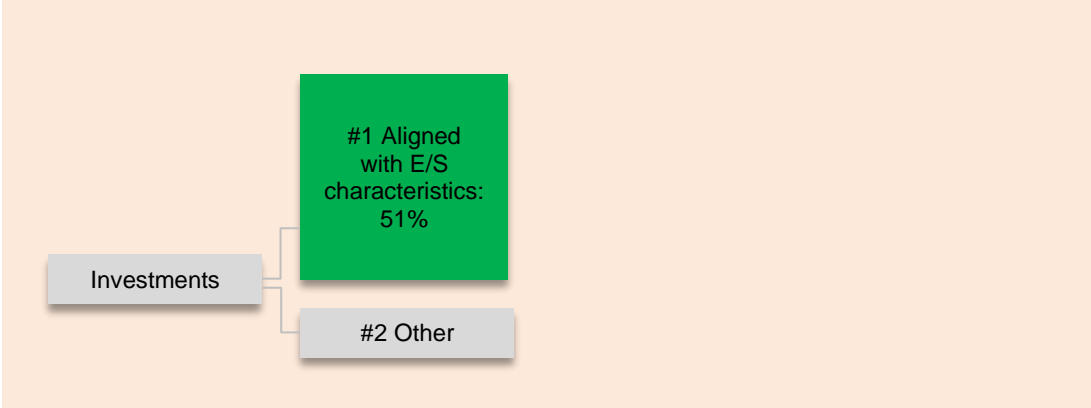 #1 Aligned
with E/S
characteristics:
51%
Investments
#2 Other